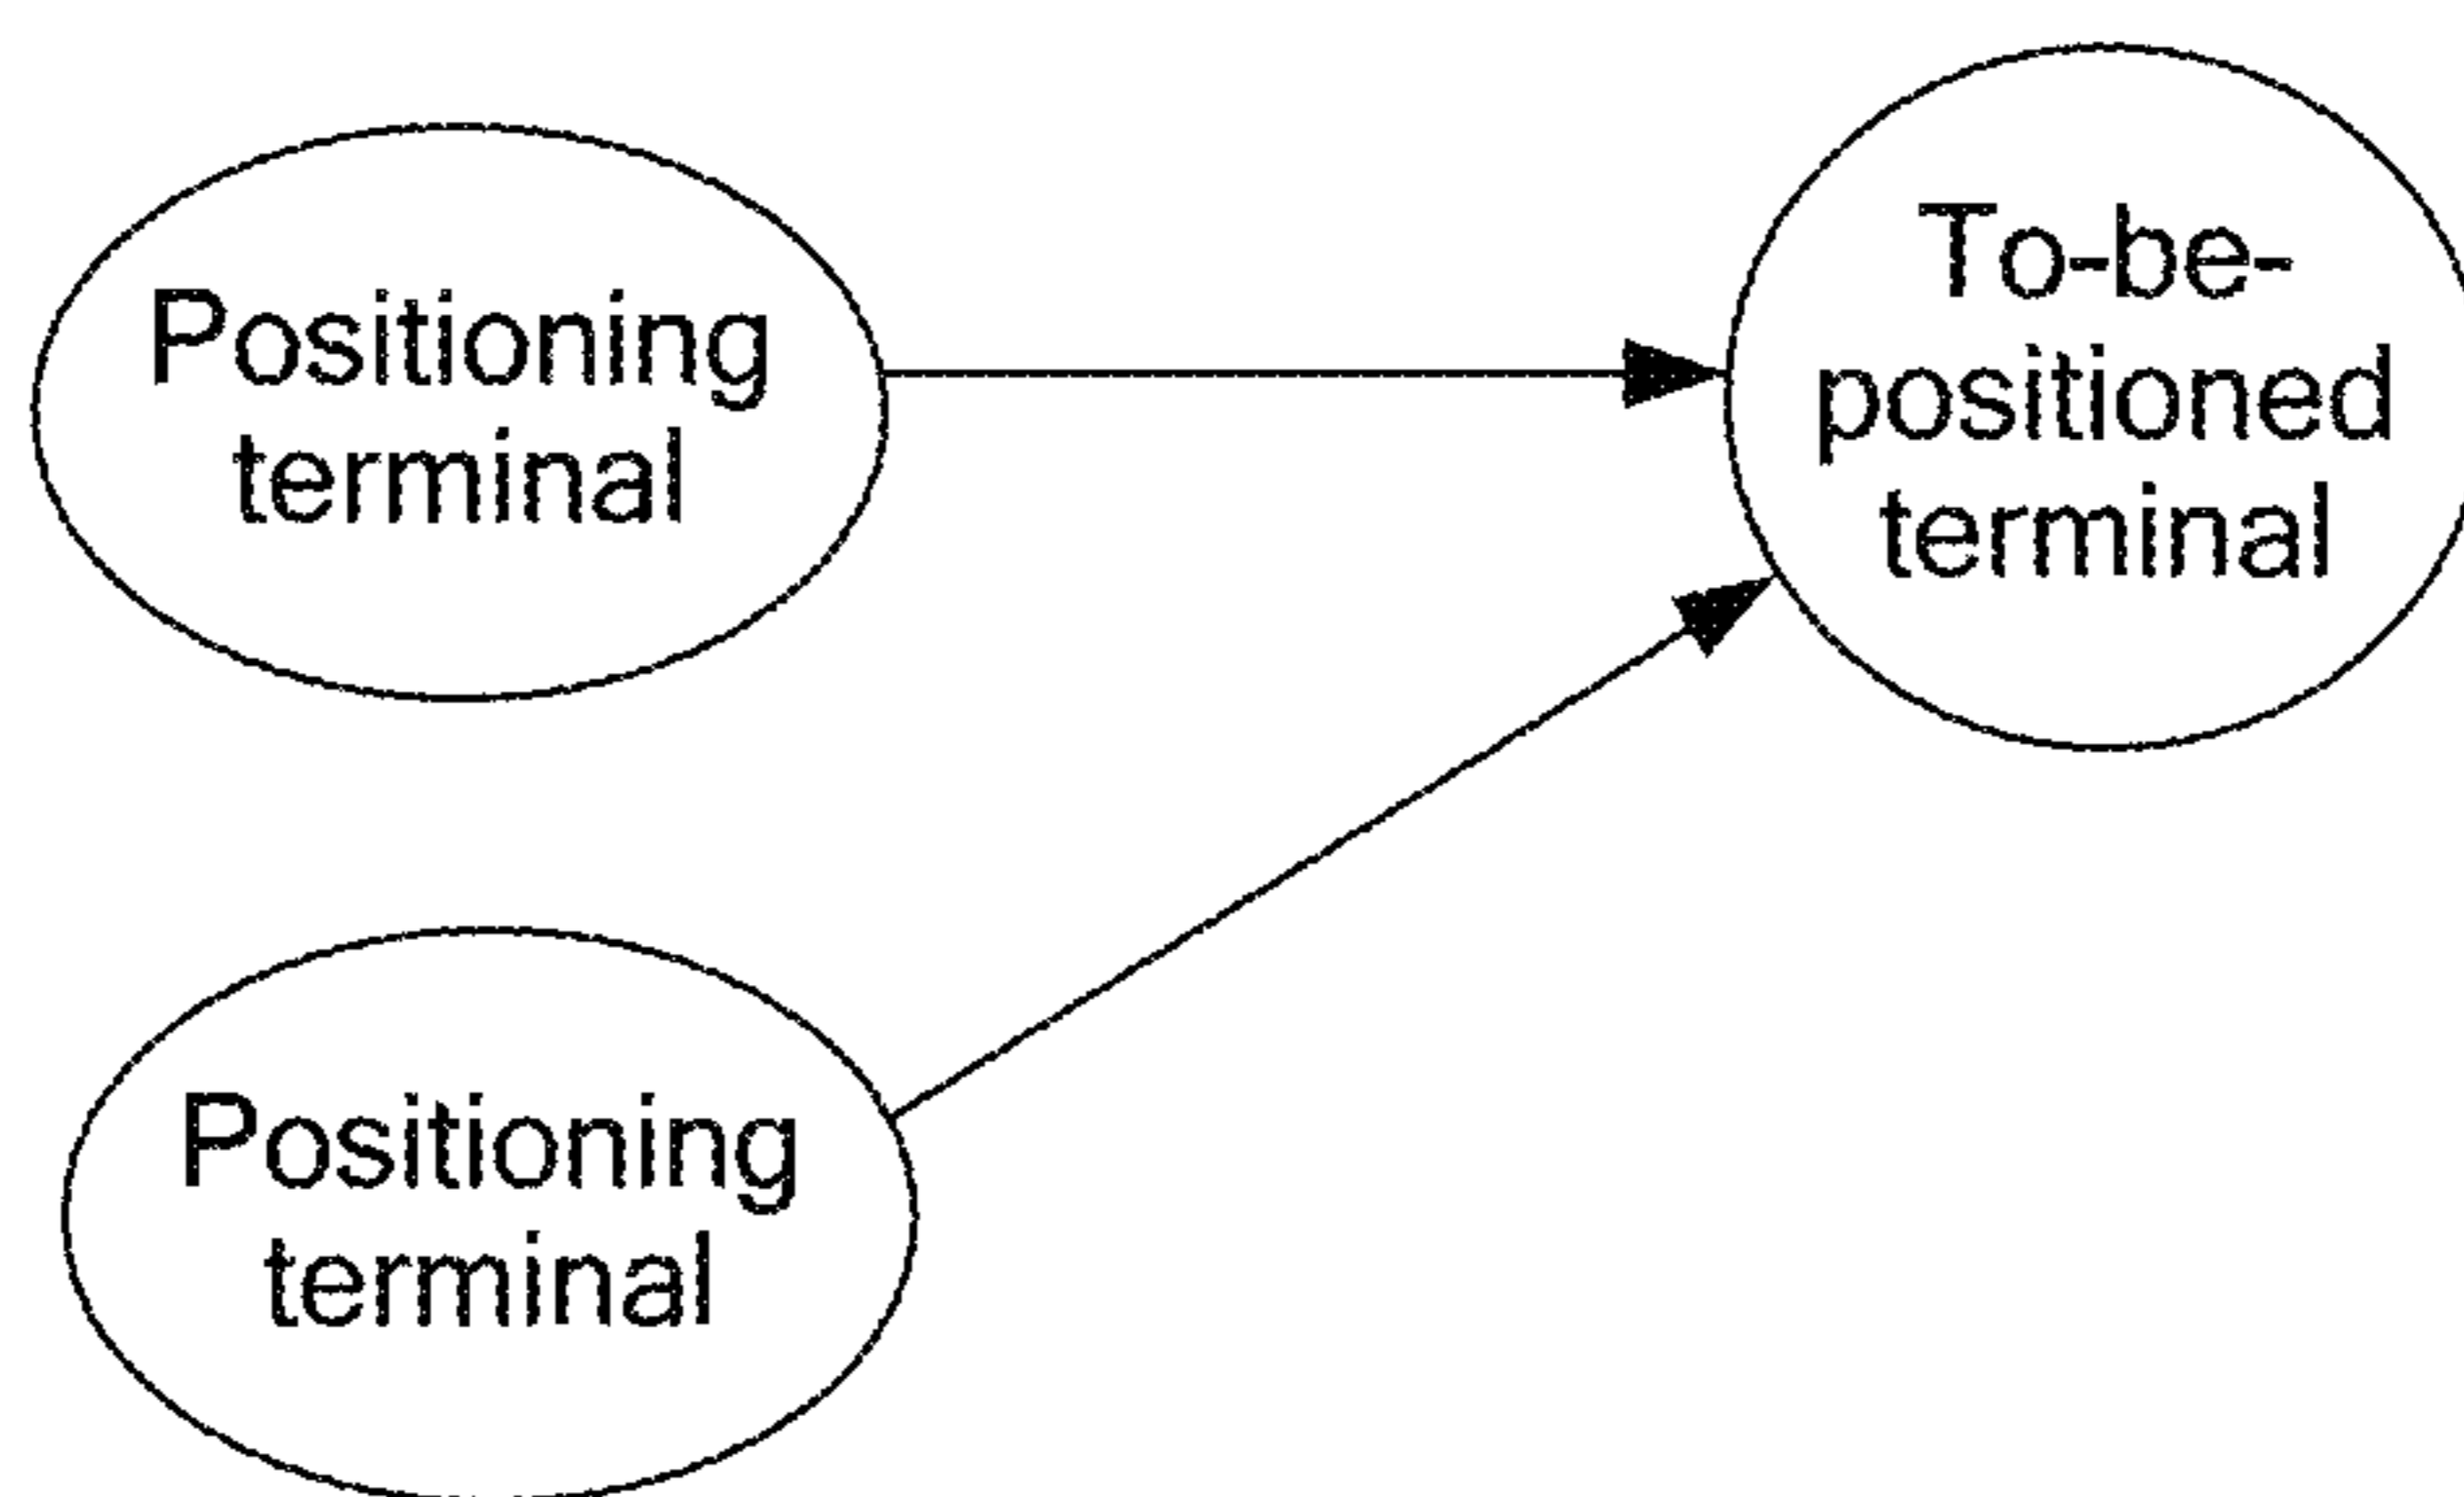 Positioning
terminal
To-be-
positioned
terminal
Positioning
terminal